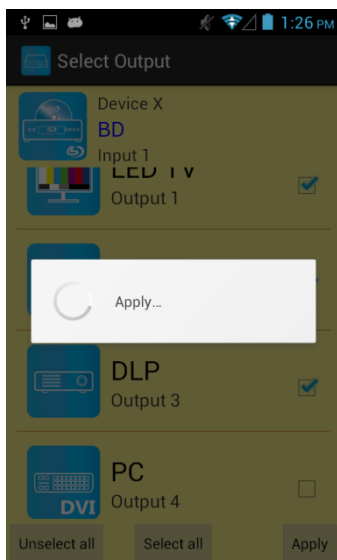 1:26 PM
Select Output
Device X
BD
Input 1
LED TV
Output 1
Apply...
DLP
Output 3
PC
Output 4
DVI
Unselect all
Select all
Apply